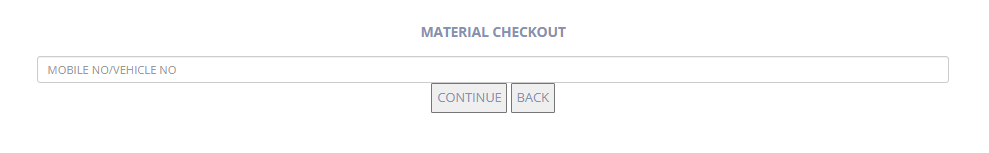 MATERIAL CHECKOUT
MOBILE NO/VEHICLE NO
CONTINUE BACK